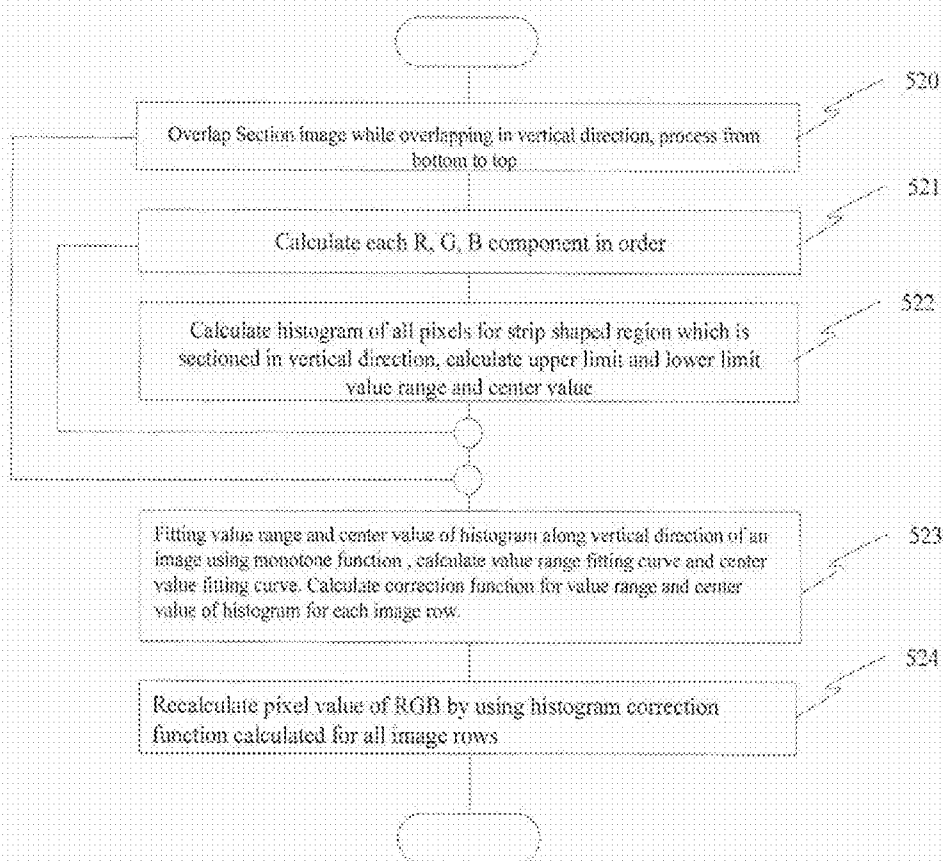 520
Overlap Section image while overlapping in vertical direction, process from
bottom to top
521
Calculate each R, G, B component in order
522
Calculate histogram of all pixels for strip shaped region which is
sectioned in vertical direction, calculate upper limit and lower limit
value range and center value
Fitting value range and center value of histogram along vertical direction of an
523
image using monotone function , calculate value range fitting curve and center
value fitting curve. Calculate correction function for value range and center
value of histogram for each image row.
524
Recalculate pixel value of RGB by using histogram correction
function calculated for all image rows